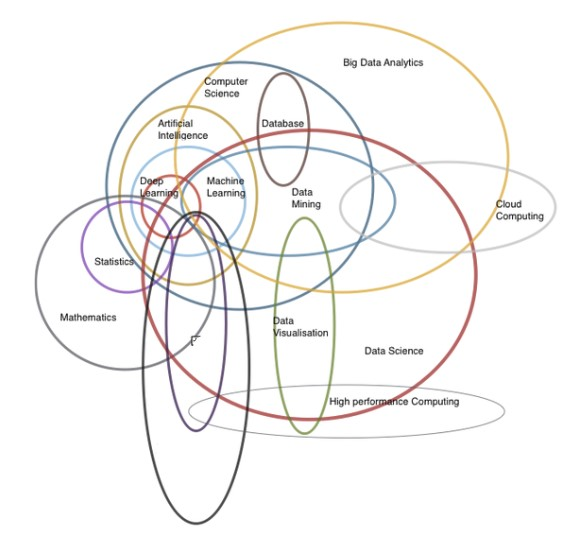 Big Data Analytics
Computer
Science
Artificial
Intelligence
Database
Deep
Learning
Machine
Learning
Data
Mining
Cloud
Computing
Statistics
Mathematics
Data
Visualisation
Data Science
High performance Computing